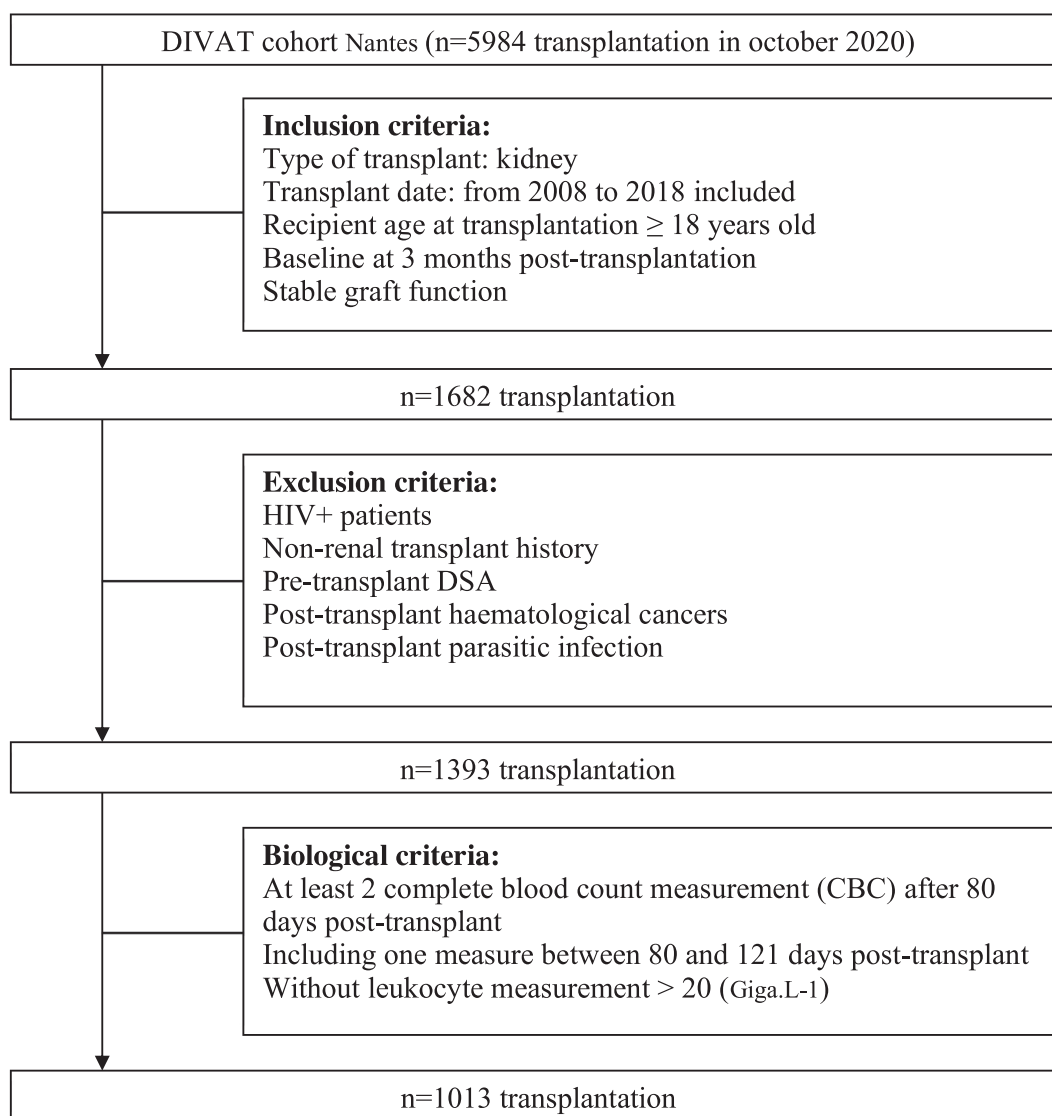 DIVAT cohort Nantes (n=5984 transplantation in october 2020)
Inclusion criteria:
Type of transplant: kidney
Transplant date: from 2008 to 2018 included
Recipient age at transplantation ≥ 18 years old
Baseline at 3 months post-transplantation
Stable graft function
n=1682 transplantation
Exclusion criteria:
HIV+ patients
Non-renal transplant history
Pre-transplant DSA
Post-transplant haematological cancers
Post-transplant parasitic infection
n=1393 transplantation
Biological criteria:
At least 2 complete blood count measurement (CBC) after 80
days post-transplant
Including one measure between 80 and 121 days post-transplant
Without leukocyte measurement > 20 (Giga.L-1)
n=1013 transplantation